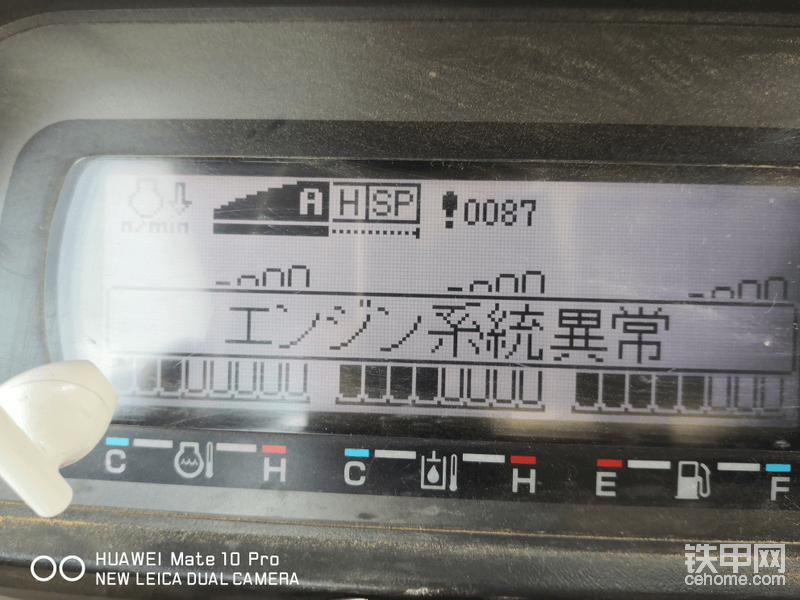 n/min
A H SP !0087
エンジン系統異常
C H C H E F
HUAWEI Mate 10 Pro
NEW LEICA DUAL CAMERA
铁甲网
cehome.com